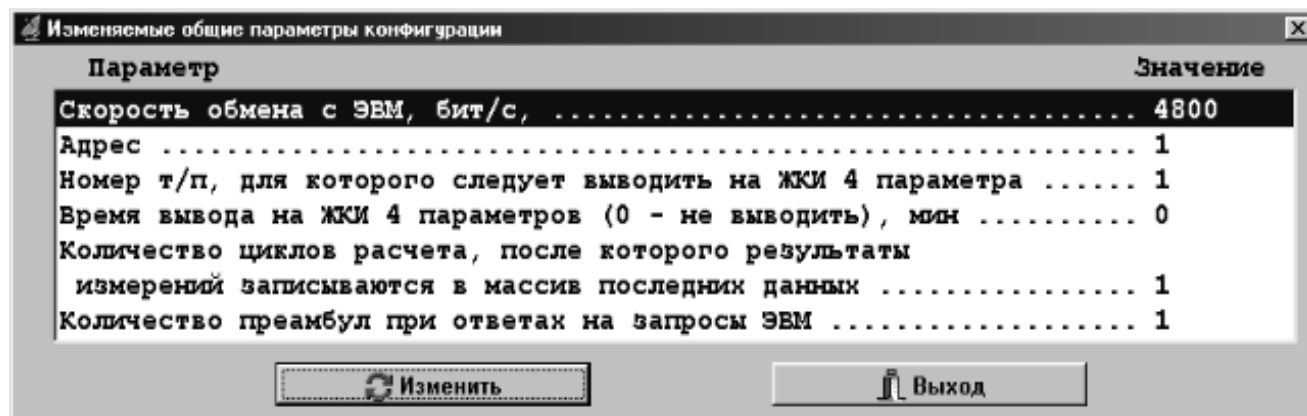 Изменяемые общие параметры конфигурации
Параметр Значение
Скорость обмена с ЭВМ, бит/с, .................................. 4800
Адрес .......................................................... 1
Номер т/п, для которого следует выводить на ЖКИ 4 параметра ...... 1
Время вывода на ЖКИ 4 параметров (0 - не выводить), мин .......... 0
Количество циклов расчета, после которого результаты
измерений записываются в массив последних данных ............... 1
Количество преамбул при ответах на запросы ЭВМ .................. 1
Изменить Выход